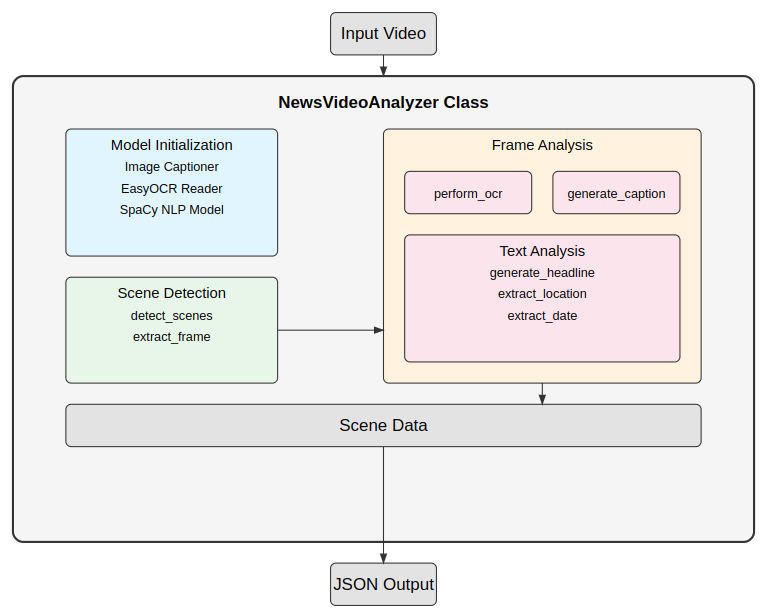 Input Video
NewsVideoAnalyzer Class
Model Initialization
Image Captioner
EasyOCR Reader
SpaCy NLP Model
Scene Detection
detect_scenes
extract_frame
Frame Analysis
perform_ocr
generate_caption
Text Analysis
generate_headline
extract_location
extract_date
Scene Data
JSON Output